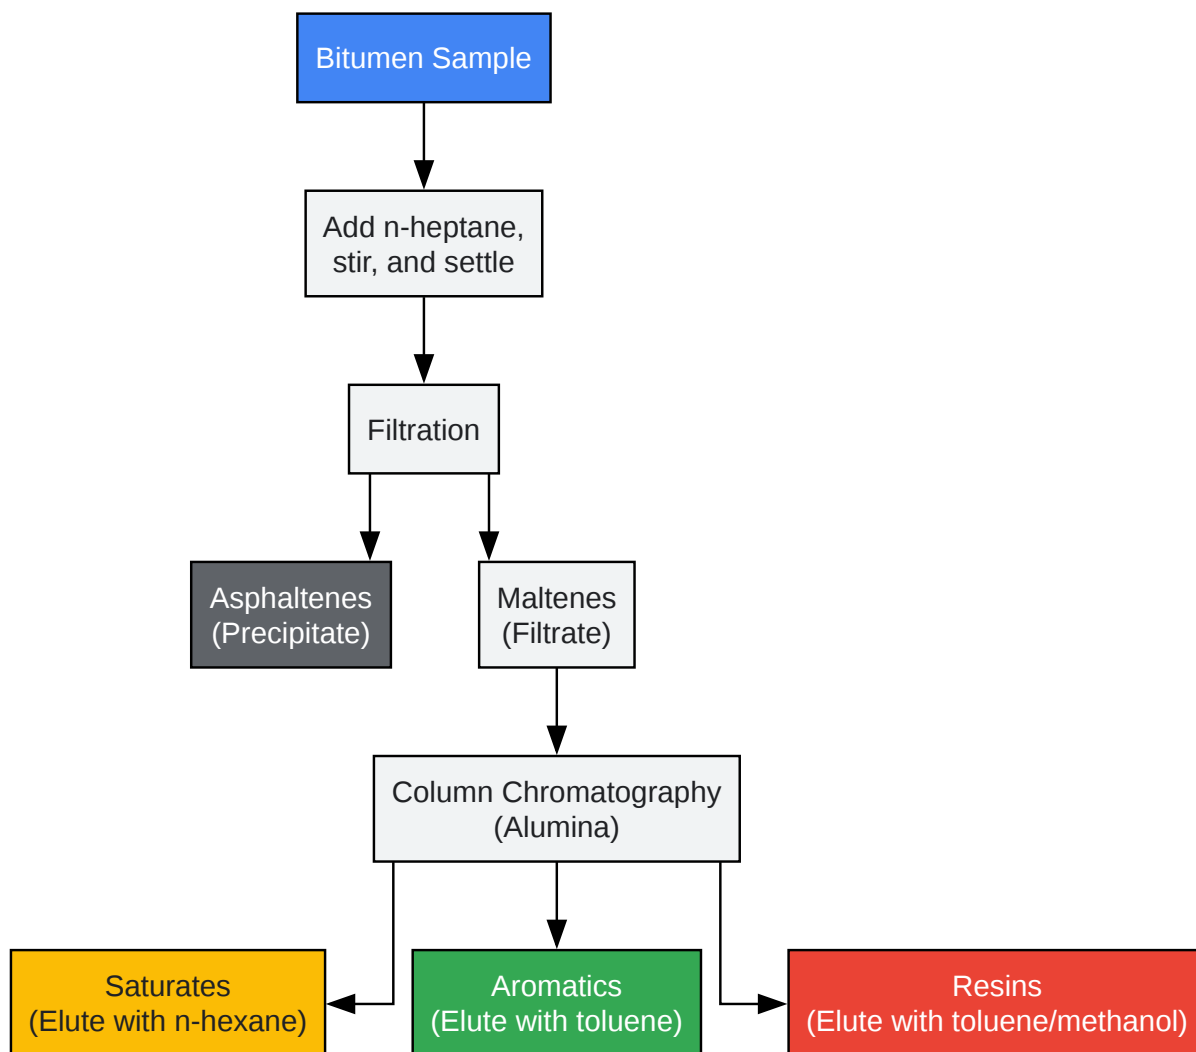 Bitumen Sample
Add n-heptane,
stir, and settle
Filtration
Asphaltenes
(Precipitate)
Maltenes
(Filtrate)
Column Chromatography
(Alumina)
Saturates
(Elute with n-hexane)
Aromatics
(Elute with toluene)
Resins
(Elute with toluene/methanol)